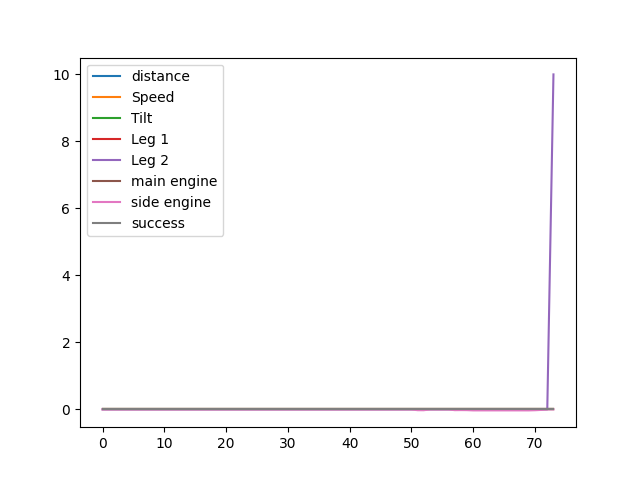 10
8
6
4
2
0
distance
Speed
Tilt
Leg 1
Leg 2
main engine
side engine
success
0 10 20 30 40 50 60 70